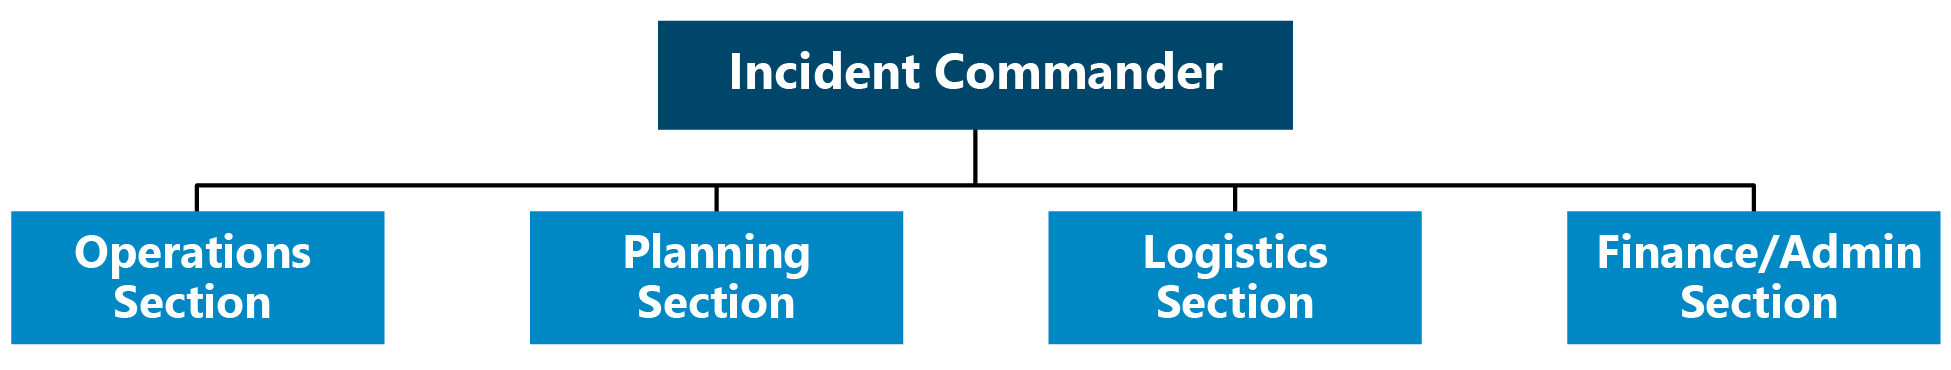 Incident Commander
Operations
Section
Planning
Section
Logistics
Section
Finance/Admin
Section